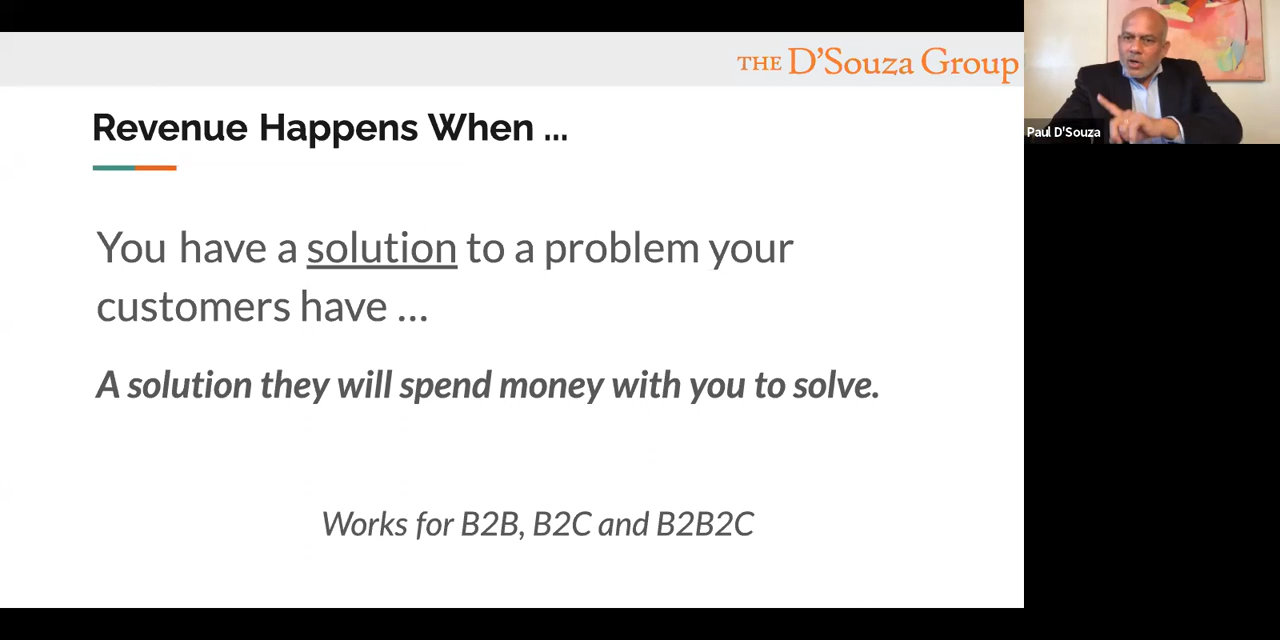 THE D'Souza Group
Paul D'Souza
Revenue Happens When ...
You have a solution to a problem your
customers have ...
A solution they will spend money with you to solve.
Works for B2B, B2C and B2B2C